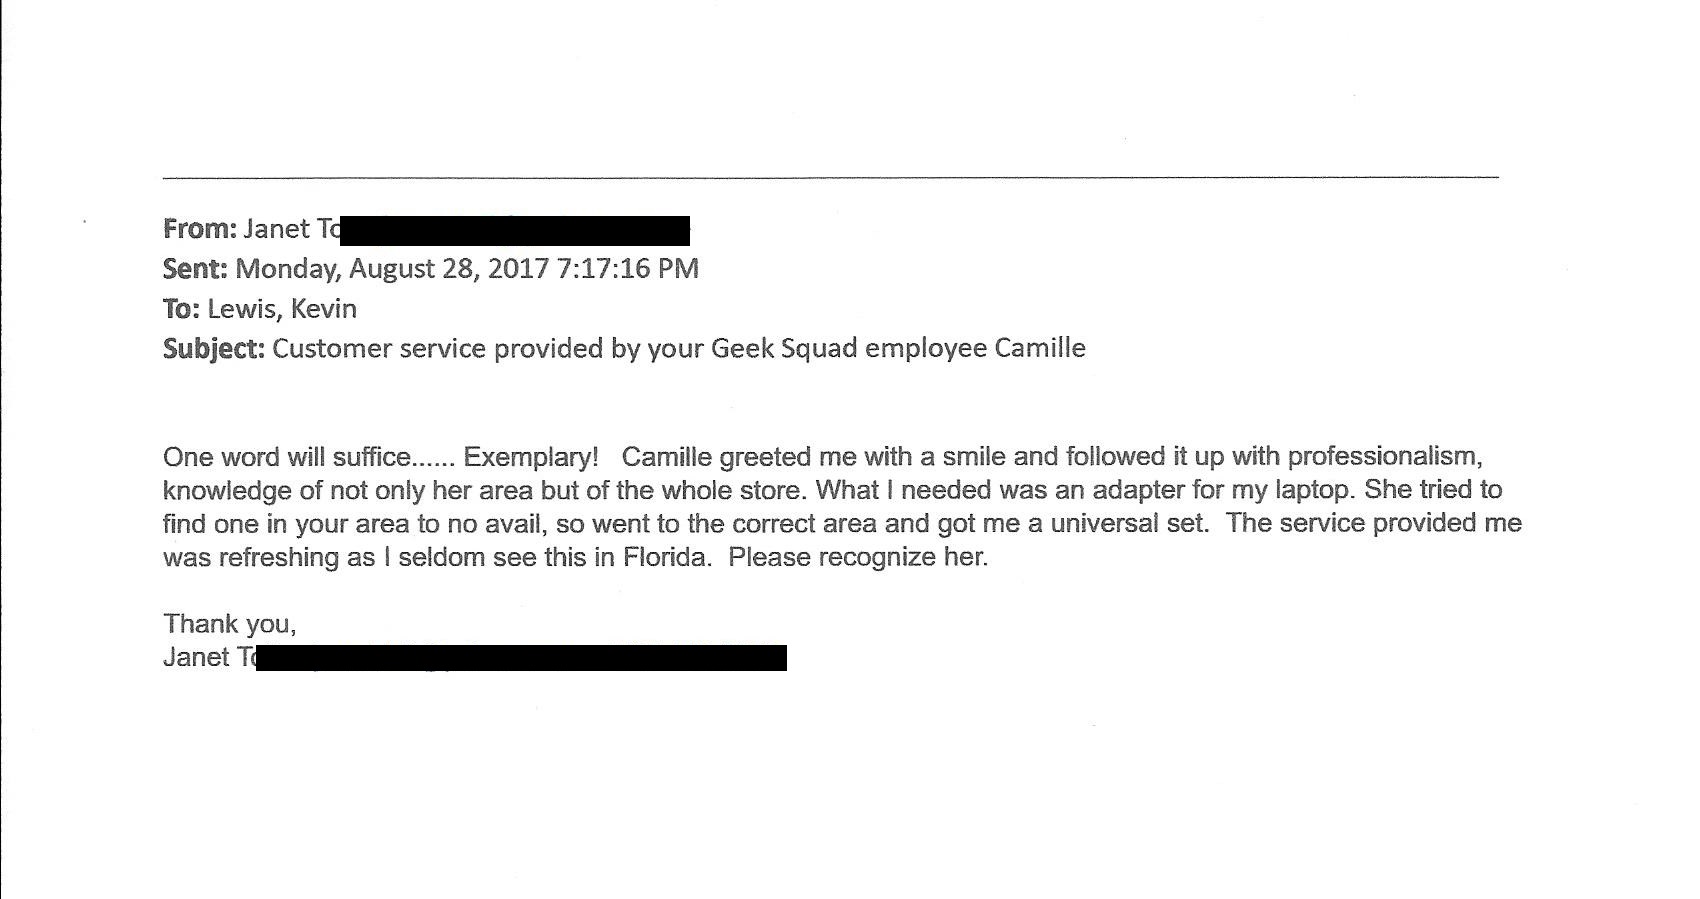 From: Janet To
Sent: Monday, August 28, 2017 7:17:16 PM
To: Lewis, Kevin
Subject: Customer service provided by your Geek Squad employee Camille
One word will suffice...... Exemplary!   Camille greeted me with a smile and followed it up with professionalism,
knowledge of not only her area but of the whole store. What I needed was an adapter for my laptop. She tried to
find one in your area to no avail, so went to the correct area and got me a universal set.  The service provided me
was refreshing as I seldom see this in Florida.  Please recognize her.
Thank you,
Janet To